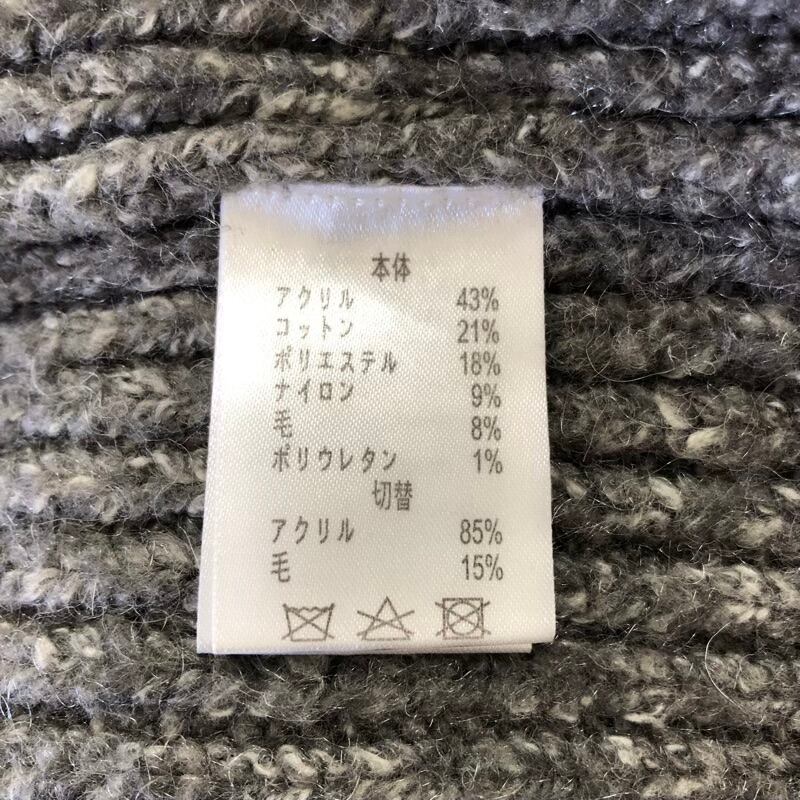 本体
アクリル 43%
コットン 21%
ポリエステル 18%
ナイロン 9%
毛 8%
ポリウレタン 1%
切替
アクリル 85%
毛 15%